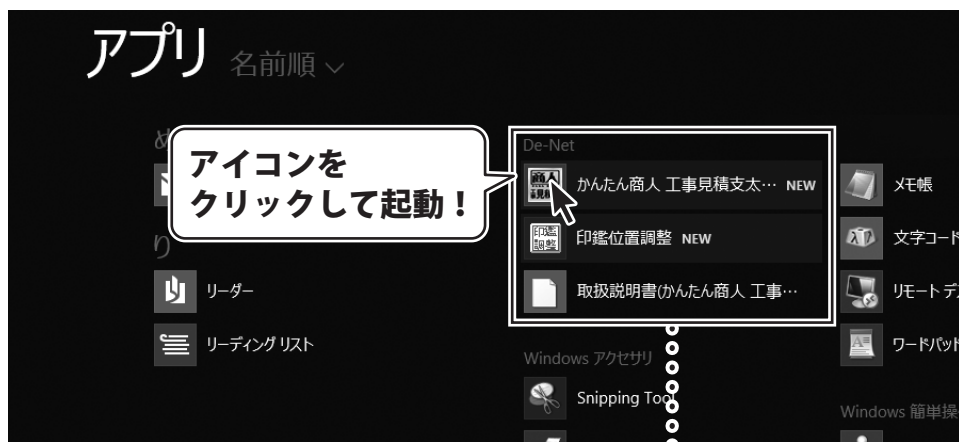 アプリ 名前順
め
アイコンを
クリックして起動！
り
リーダー
リーディング リスト
De-Net
かんたん商人 工事見積支太… NEW
印鑑位置調整 NEW
取扱説明書(かんたん商人 工事…
Windows アクセサリ
Snipping Tool
メモ帳
文字コード
リモート デ
ワードパッド
Windows 簡単操